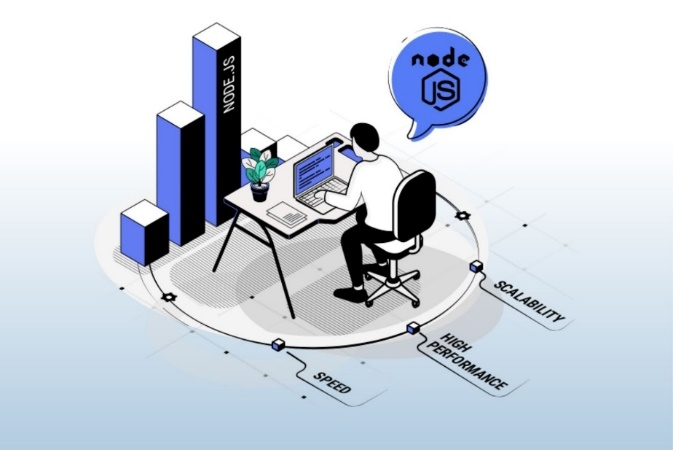 NODE.JS
node
JS
SCALABILITY
HIGH
PERFORMANCE
SPEED